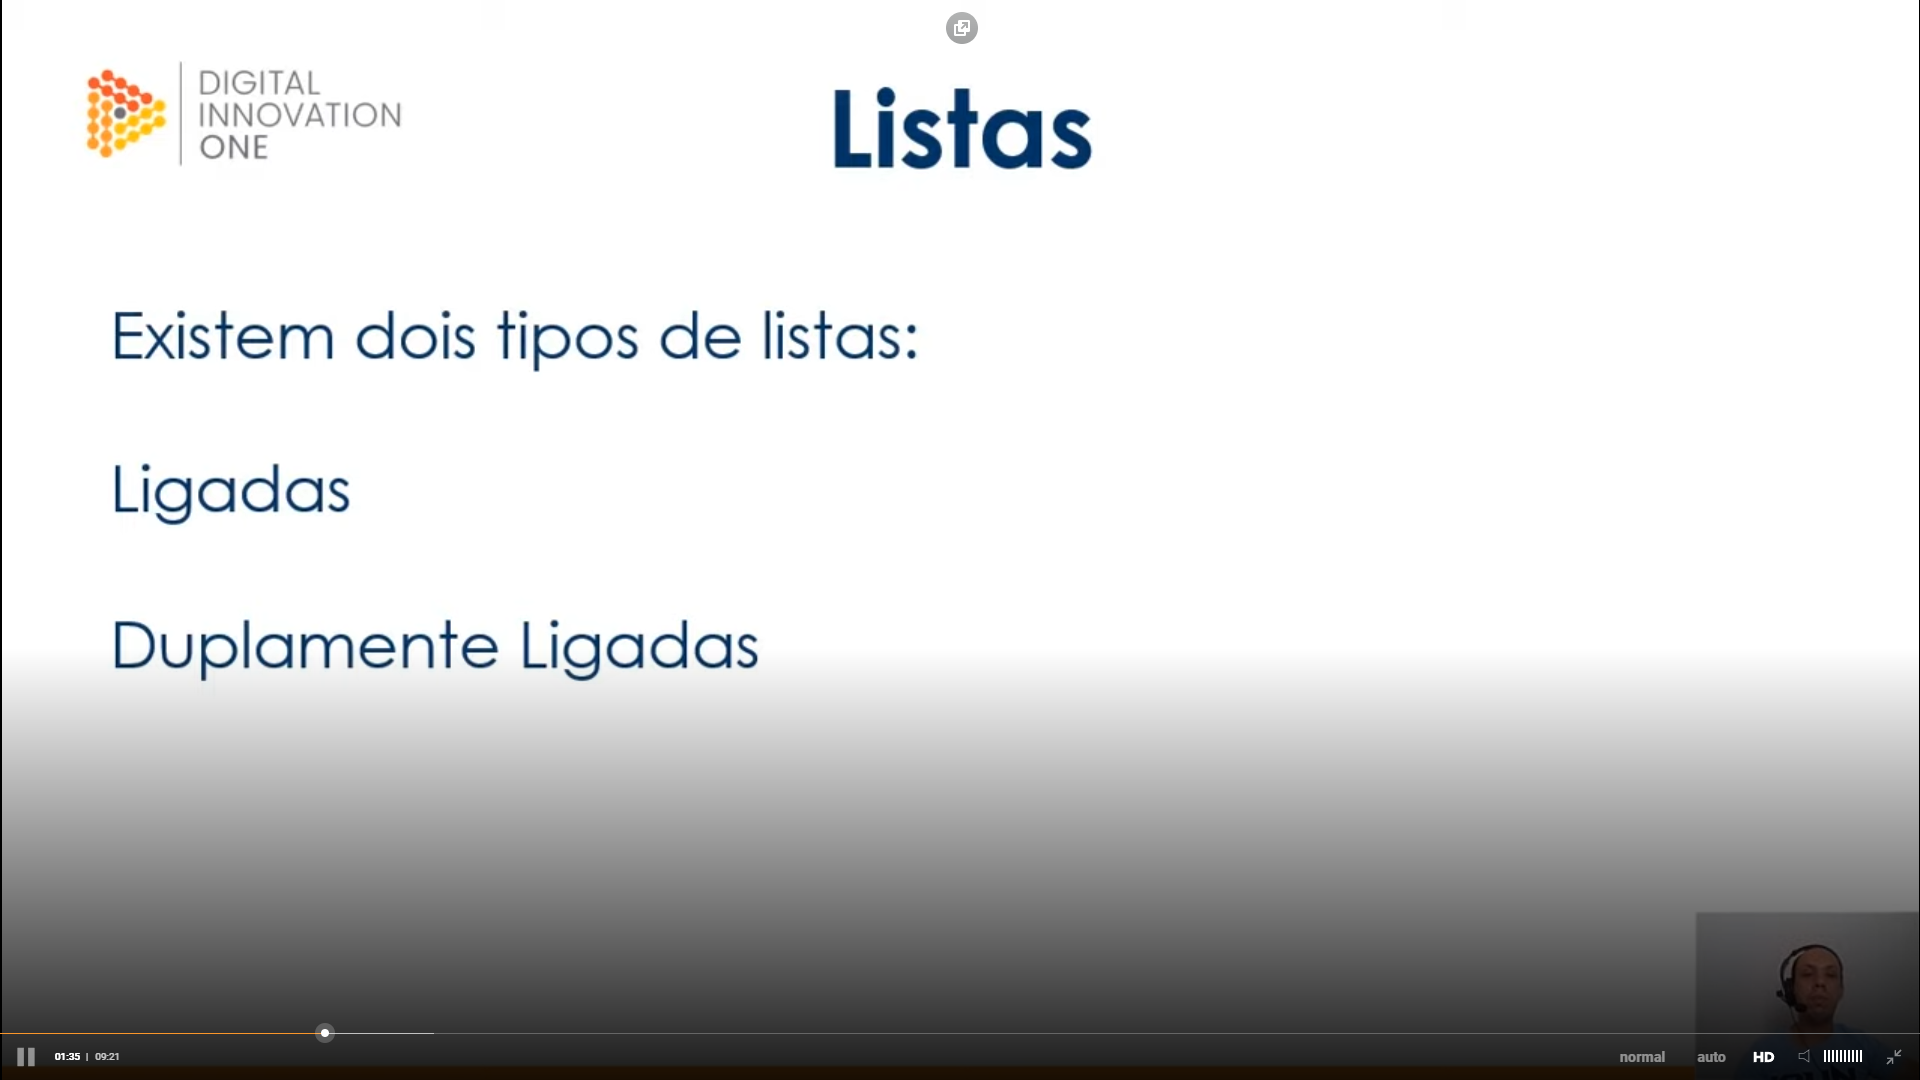 DIGITAL
INNOVATION
ONE
Listas
Existem dois tipos de listas:
Ligadas
Duplamente Ligadas
01:35 | 09:21
normal auto HD